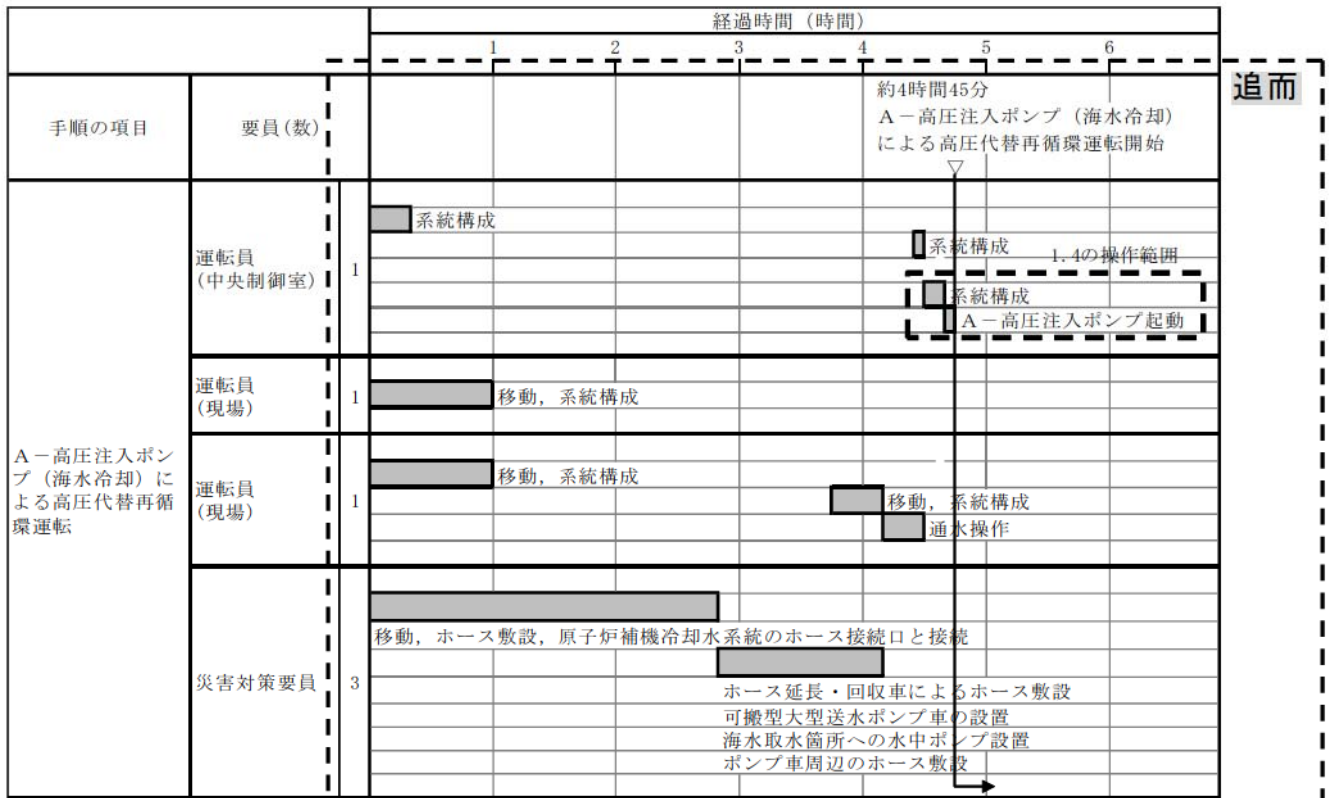 経過時間（時間）
1 2 3 4 5 6
追而
手順の項目
要員(数)
約4時間45分
A－高圧注入ポンプ（海水冷却）
による高圧代替再循環運転開始
A－高圧注入ポン
プ（海水冷却）に
よる高圧代替再循
環運転
運転員
(中央制御室)
1
系統構成
系統構成
1.4の操作範囲
系統構成
A－高圧注入ポンプ起動
運転員
(現場)
1
移動，系統構成
運転員
(現場)
1
移動，系統構成
移動，系統構成
通水操作
災害対策要員
3
移動，ホース敷設，原子炉補機冷却水系統のホース接続口と接続
ホース延長・回収車によるホース敷設
可搬型大型送水ポンプ車の設置
海水取水箇所への水中ポンプ設置
ポンプ車周辺のホース敷設